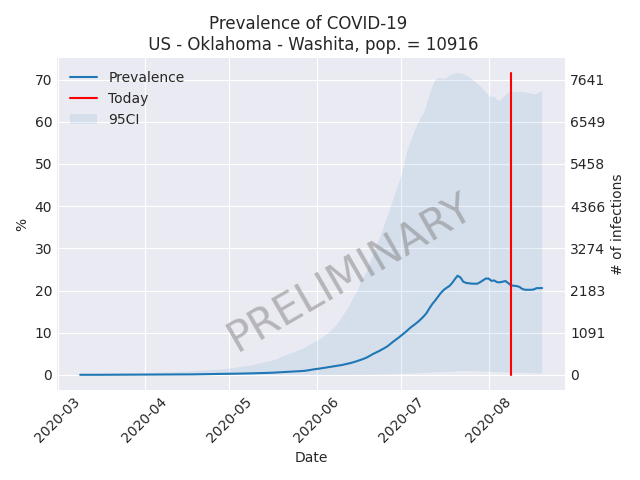 Prevalence of COVID-19
US - Oklahoma - Washita, pop. = 10916
Prevalence
Today
95CI
70
60
50
40
30
20
10
0
%
7641
6549
5458
4366
3274
2183
1091
0
# of infections
PRELIMINARY
2020-03
2020-04
2020-05
2020-06
2020-07
2020-08
Date